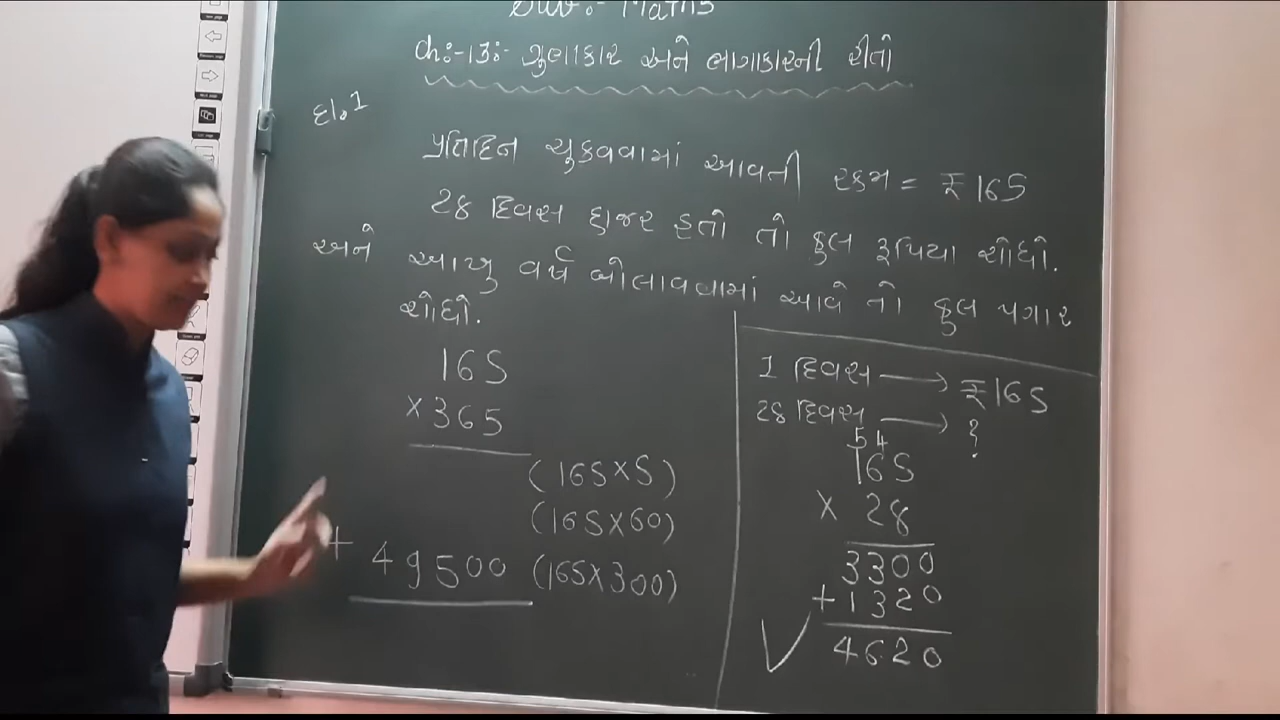 Sub:- Maths
Ch:-13:- ગુણાકાર અને ભાગાકારની રીતો
દા.1
પ્રતિદિન ચુકવવામાં આવતી રકમ = ₹165
28 દિવસ હાજર હતો તો કુલ રૂપિયા શોધો.
અને આખુ વર્ષ બોલાવવામાં આવે તો કુલ પગાર
શોધો.
165
×365
(165×5)
(165×60)
+ 49500 (165×300)
1 દિવસ → ₹165
28 દિવસ → ?
54
165
× 28
3300
+1320
4620